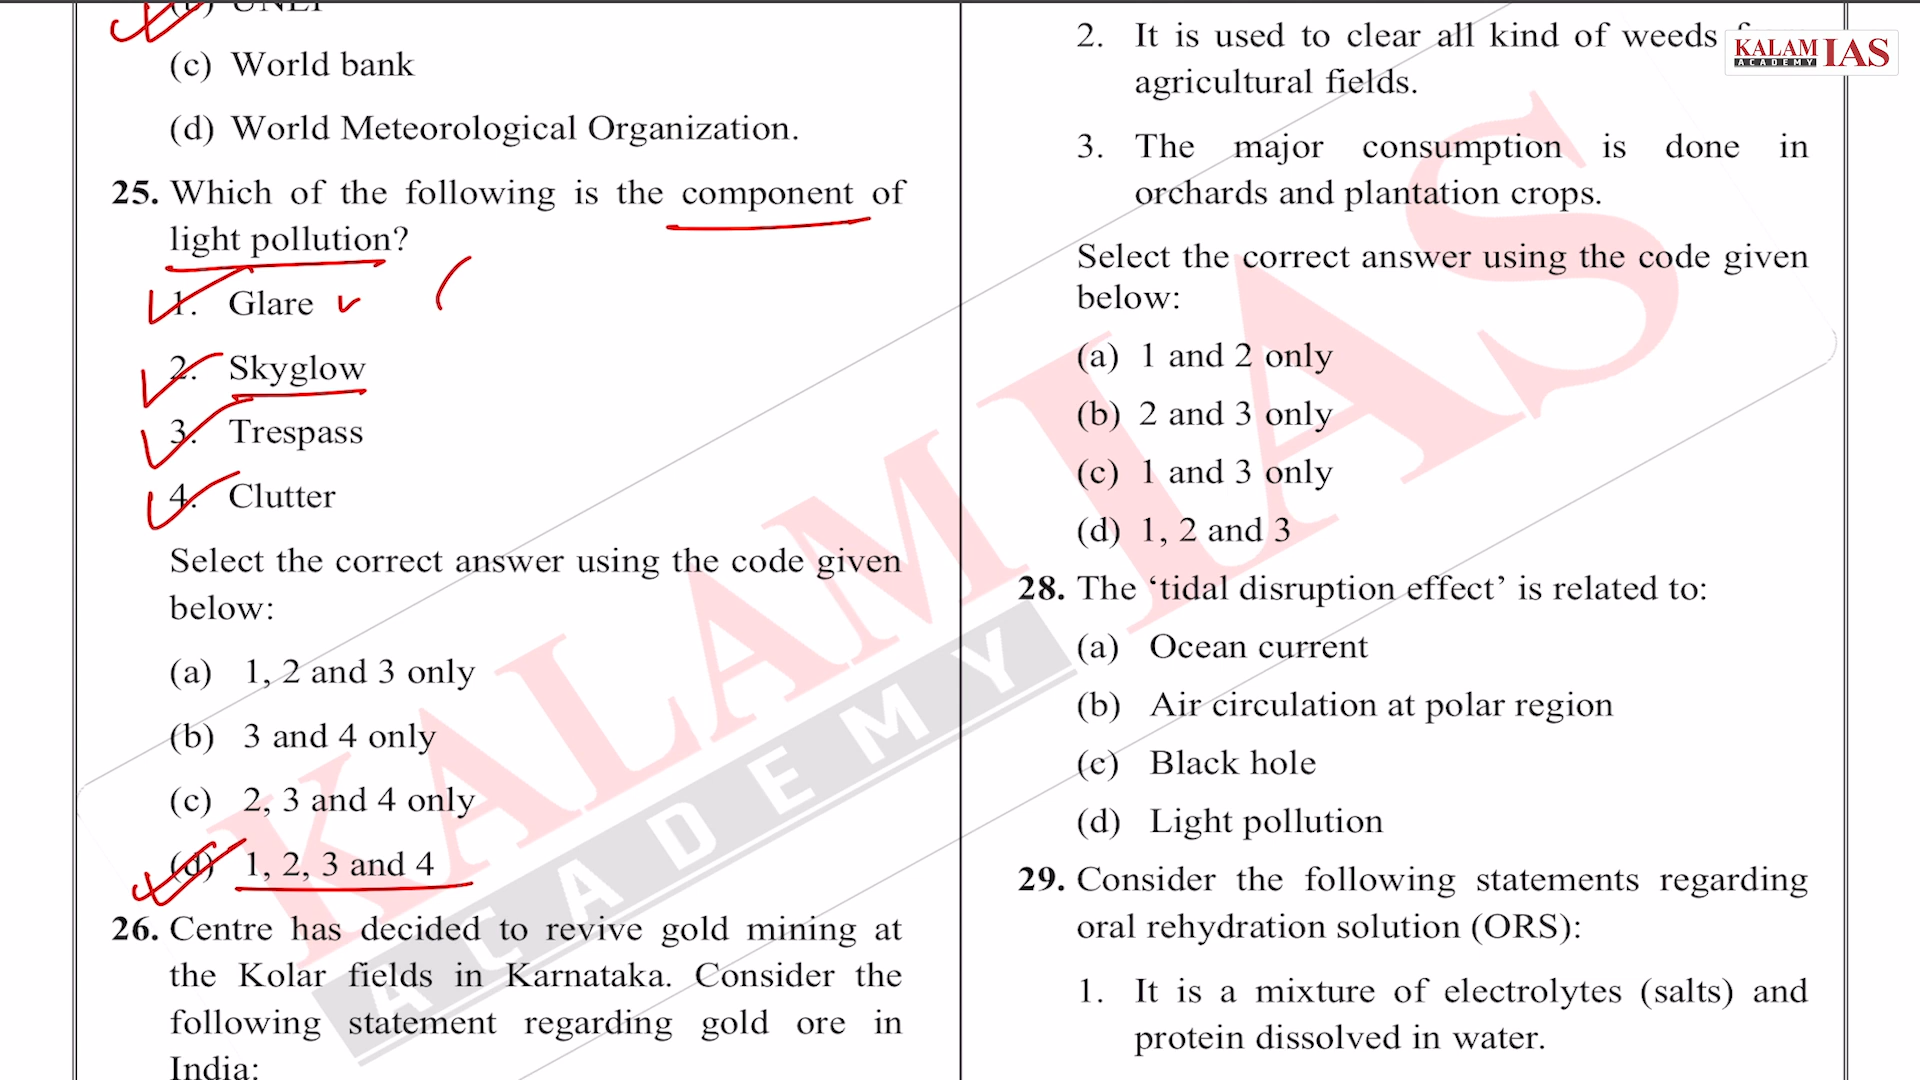 (c) World bank
(d) World Meteorological Organization.
25. Which of the following is the component of
light pollution?
1. Glare
2. Skyglow
3. Trespass
4. Clutter
Select the correct answer using the code given
below:
(a) 1, 2 and 3 only
(b) 3 and 4 only
(c) 2, 3 and 4 only
(d) 1, 2, 3 and 4
26. Centre has decided to revive gold mining at
the Kolar fields in Karnataka. Consider the
following statement regarding gold ore in
India:
2. It is used to clear all kind of weeds
agricultural fields.
3. The major consumption is done in
orchards and plantation crops.
Select the correct answer using the code given
below:
(a) 1 and 2 only
(b) 2 and 3 only
(c) 1 and 3 only
(d) 1, 2 and 3
28. The ‘tidal disruption effect’ is related to:
(a) Ocean current
(b) Air circulation at polar region
(c) Black hole
(d) Light pollution
29. Consider the following statements regarding
oral rehydration solution (ORS):
1. It is a mixture of electrolytes (salts) and
protein dissolved in water.
KALAM IAS
ACADEMY
KALAM IAS
ACADEMY